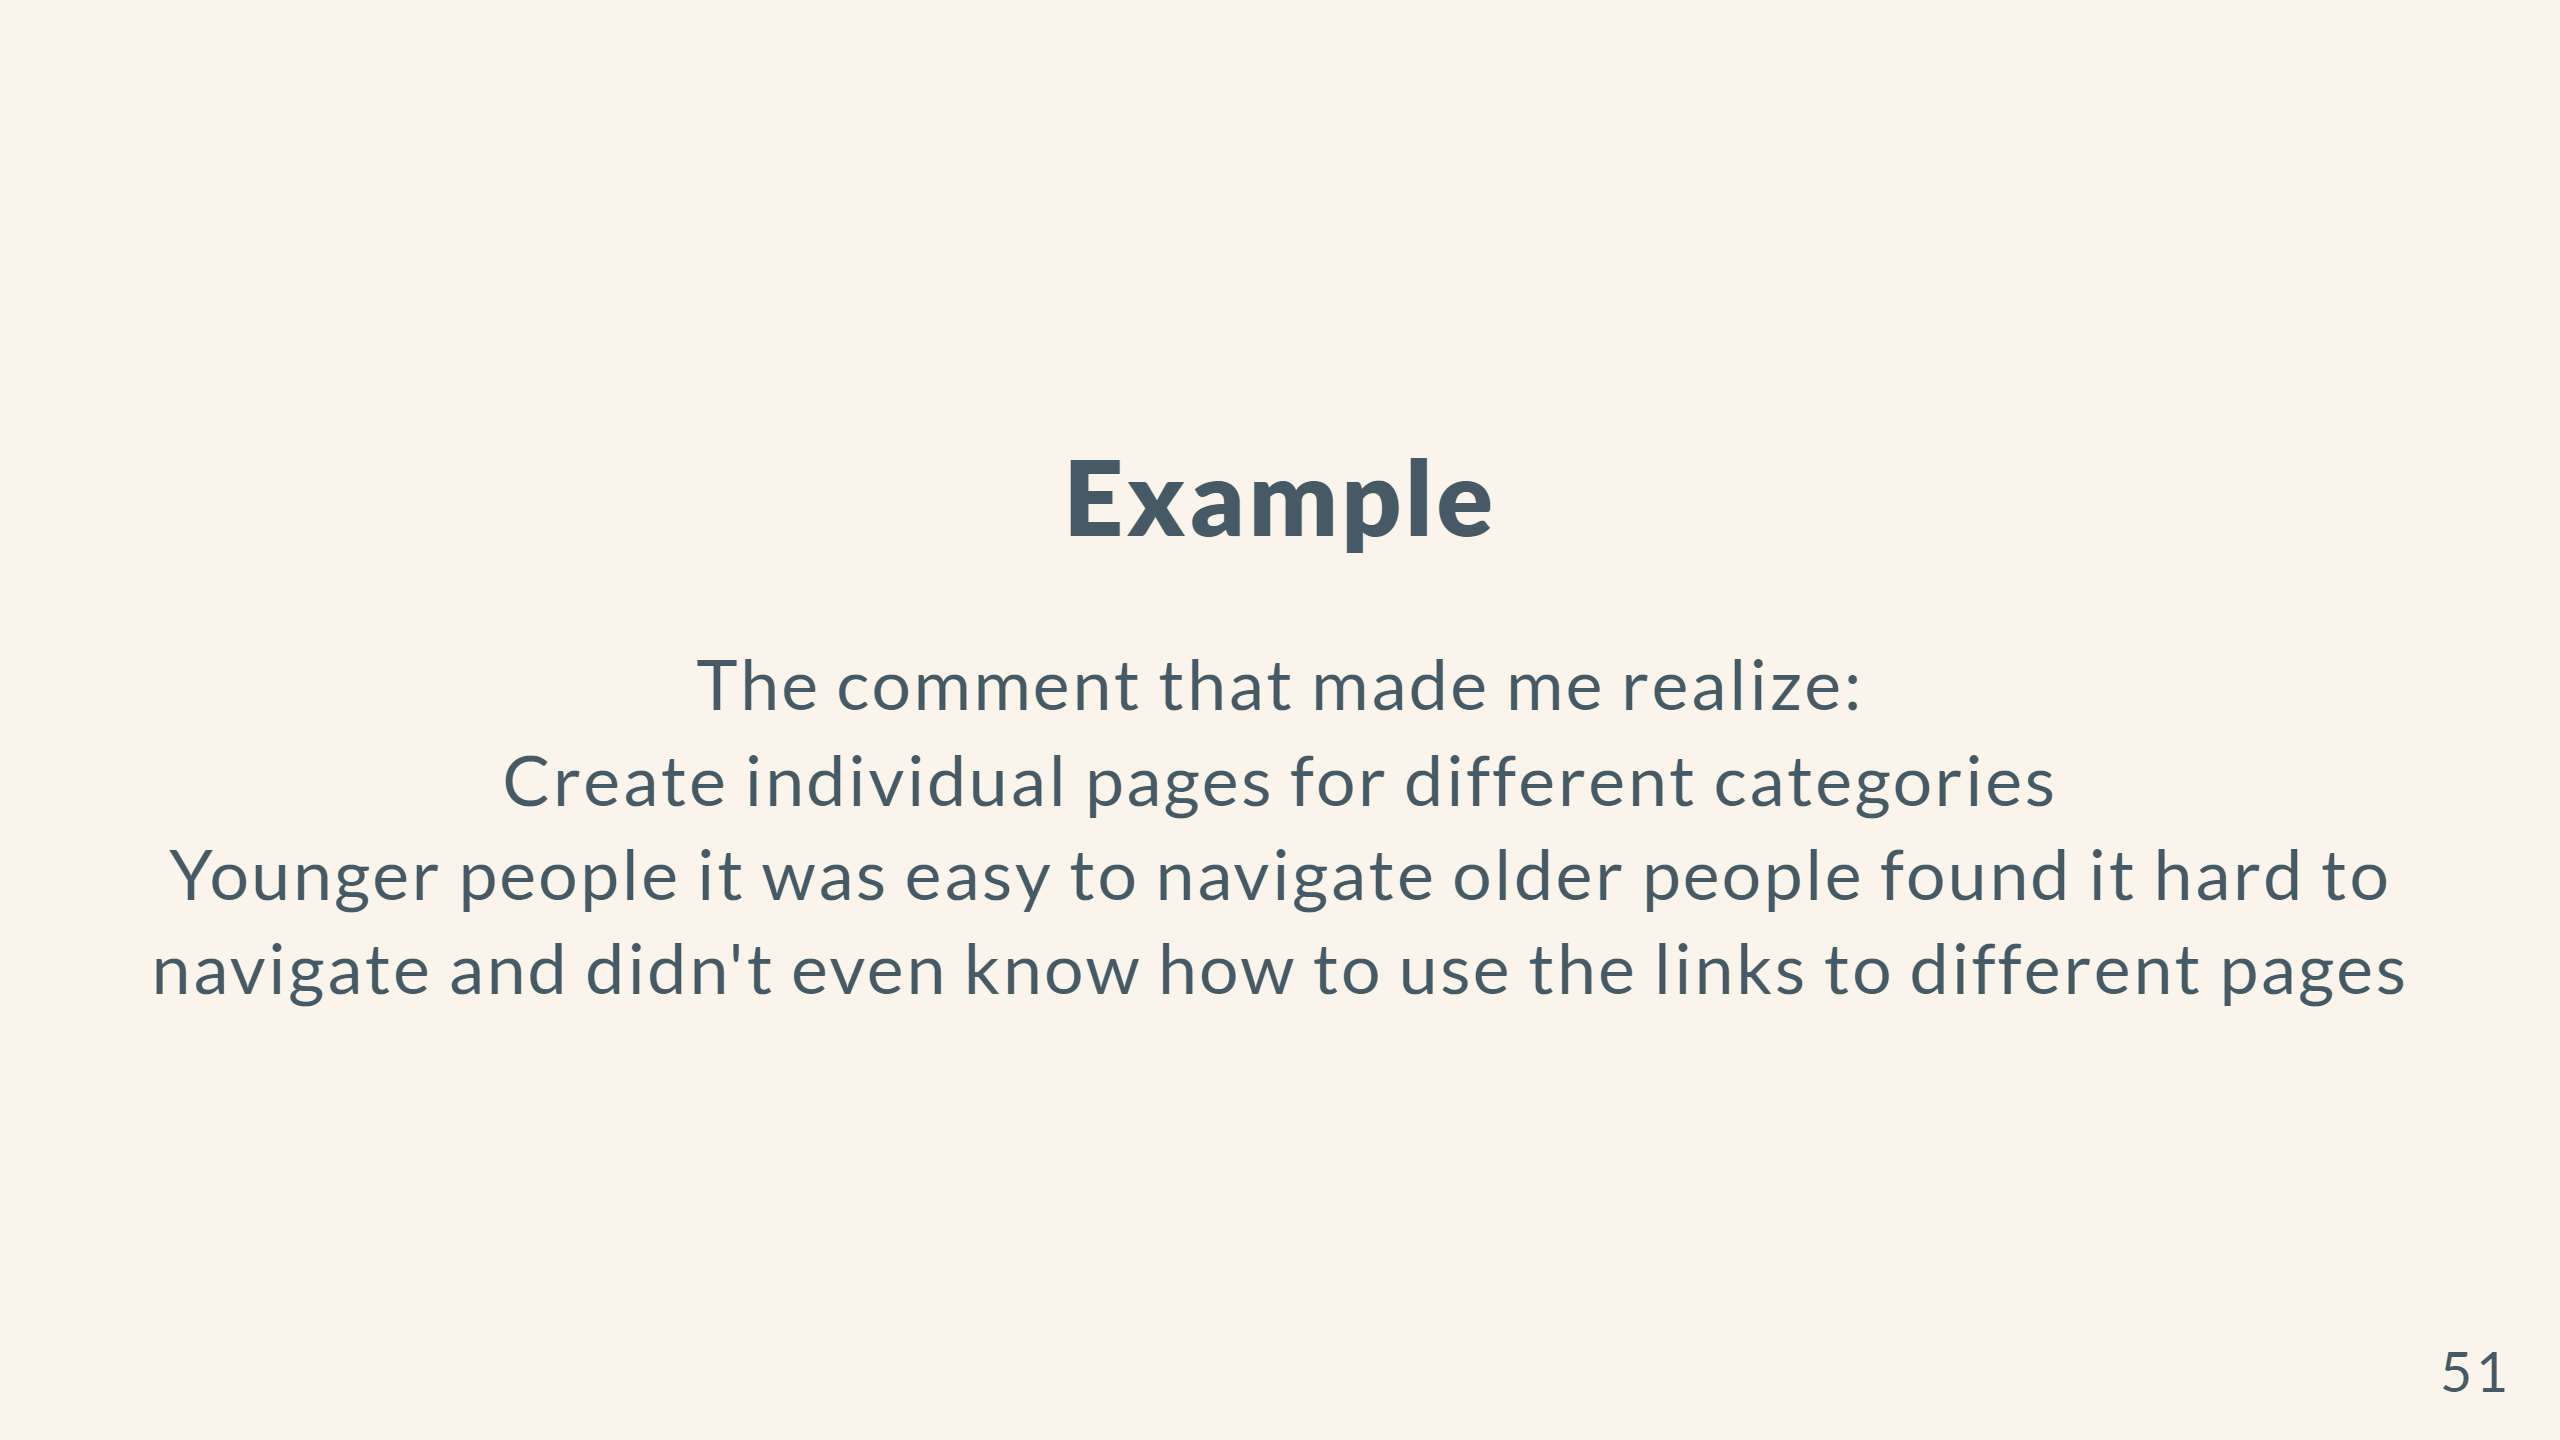 Example
The comment that made me realize:
Create individual pages for different categories
Younger people it was easy to navigate older people found it hard to
navigate and didn't even know how to use the links to different pages
51